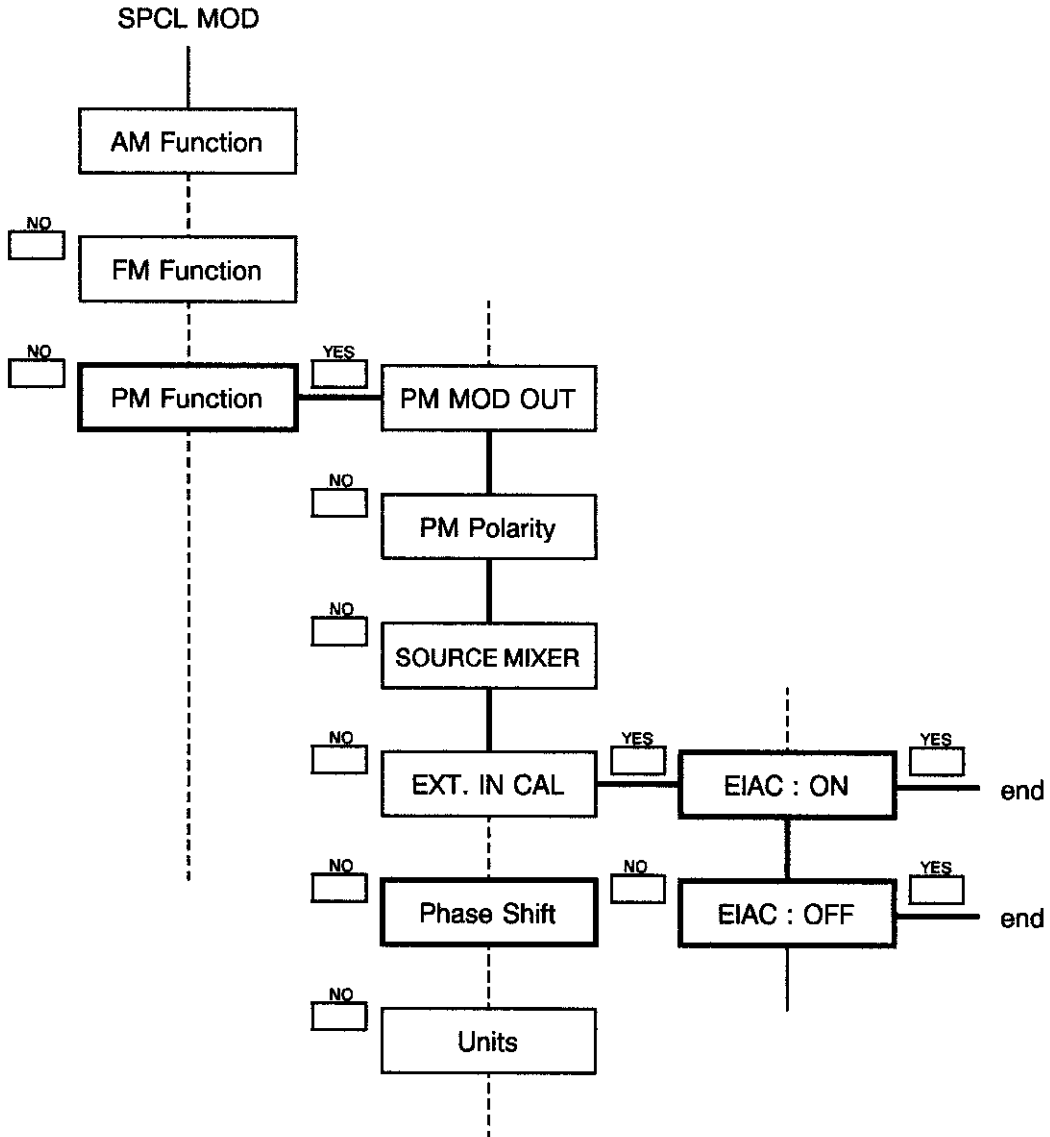 SPCL MOD
AM Function
NO
FM Function
NO
PM Function
YES
PM MOD OUT
NO
PM Polarity
NO
SOURCE MIXER
NO
EXT. IN CAL
YES
EIAC : ON
YES
end
NO
Phase Shift
NO
EIAC : OFF
YES
end
NO
Units